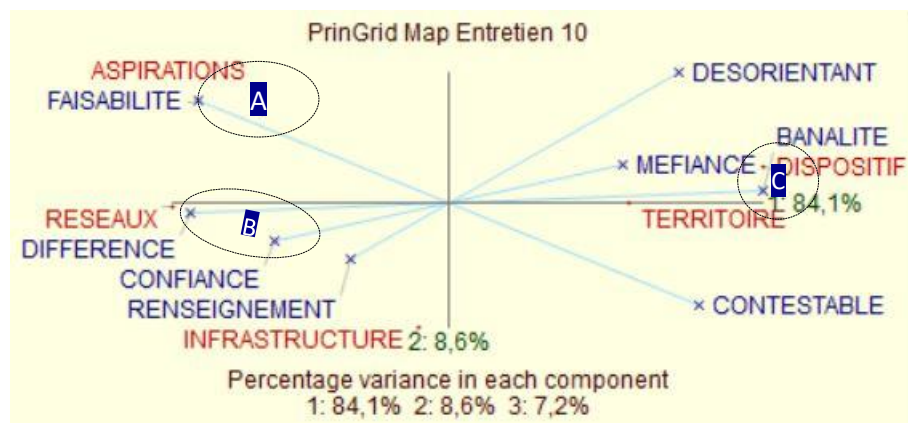 PrinGrid Map Entretien 10
ASPIRATIONS
DESORIENTANT
FAISABILITE
A
BANALITE
MEFIANCE
DISPOSITIF
C
1: 84,1%
RESEAUX
B
TERRITOIRE
DIFFERENCE
CONFIANCE
RENSEIGNEMENT
CONTESTABLE
INFRASTRUCTURE
2: 8,6%
Percentage variance in each component
1: 84,1% 2: 8,6% 3: 7,2%